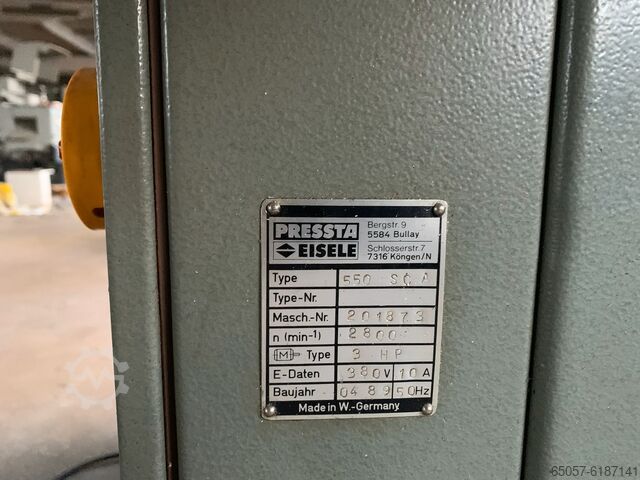 PRESSTA
EISELE
Bergstr. 9
5584 Bullay
Schlosserstr. 7
7316 Köngen/N
Type 550 SCA
Type-Nr.
Masch.-Nr. 201873
n (min-1) 2800
M Type 3 HP
E-Daten 380V 10 A
Baujahr 04 89 50Hz
Made in W.-Germany
65057-6187141